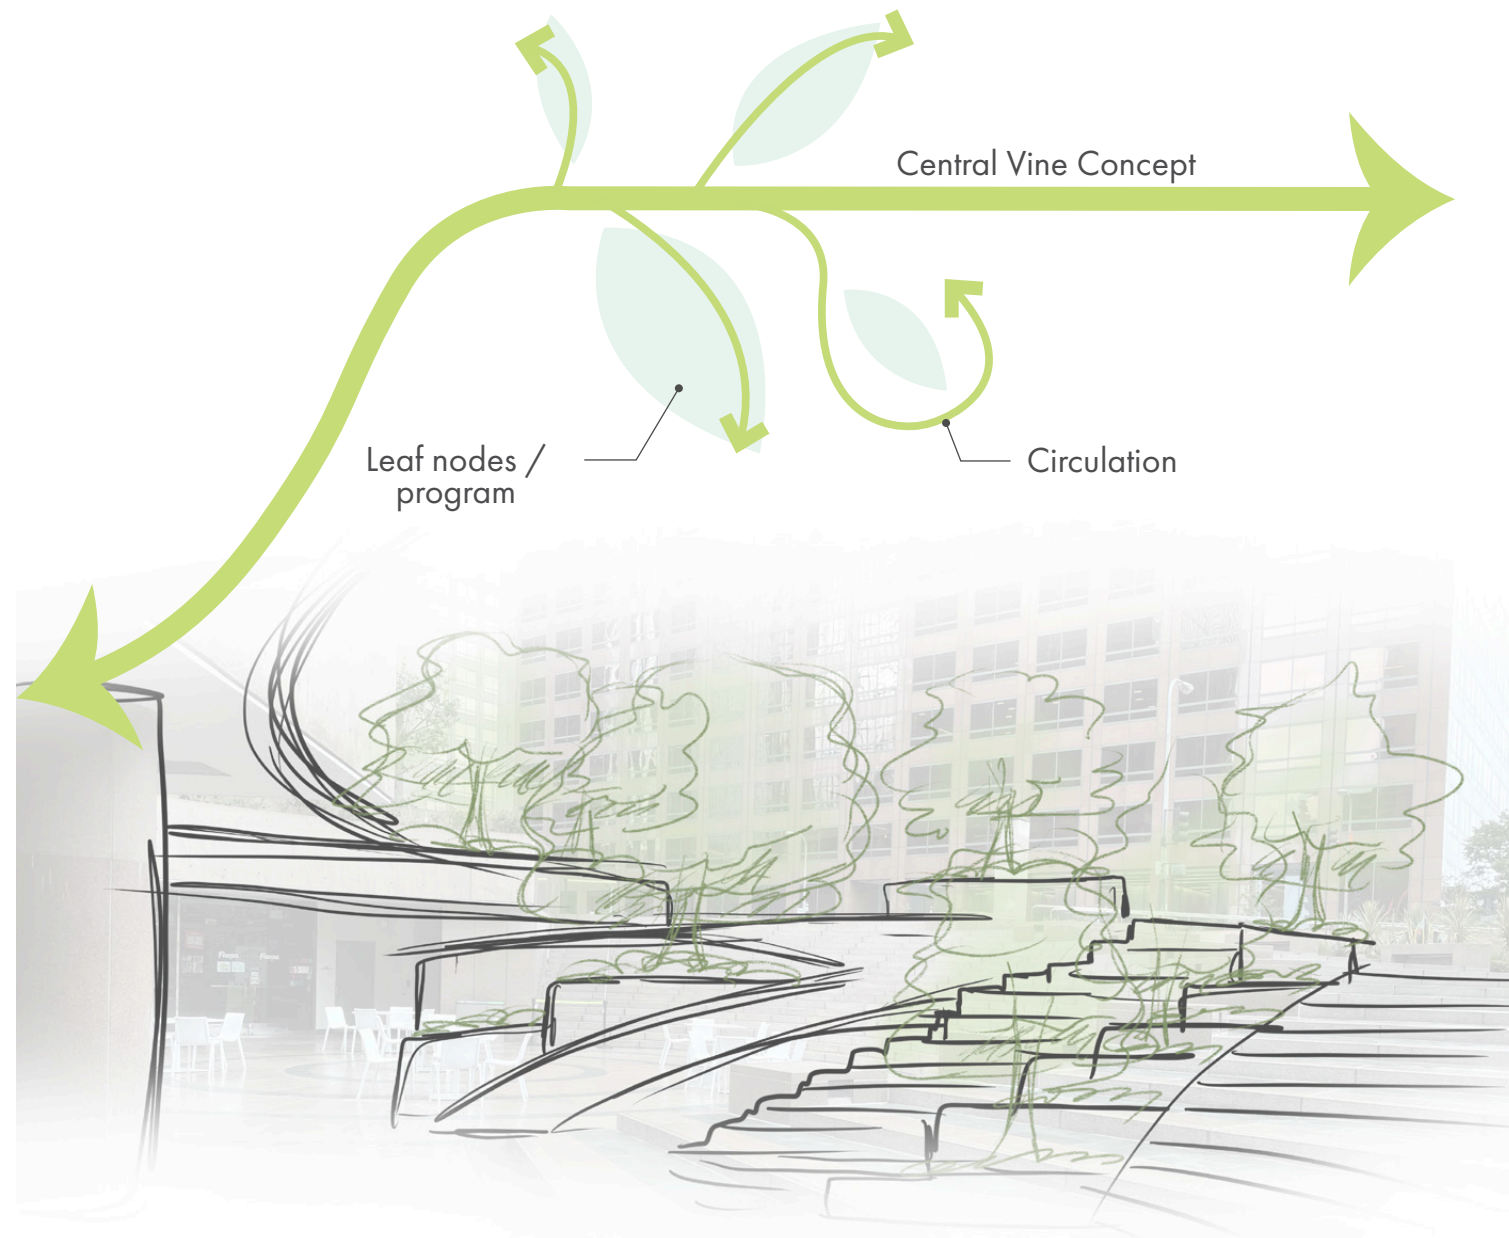 Central Vine Concept
Leaf nodes /
program
Circulation